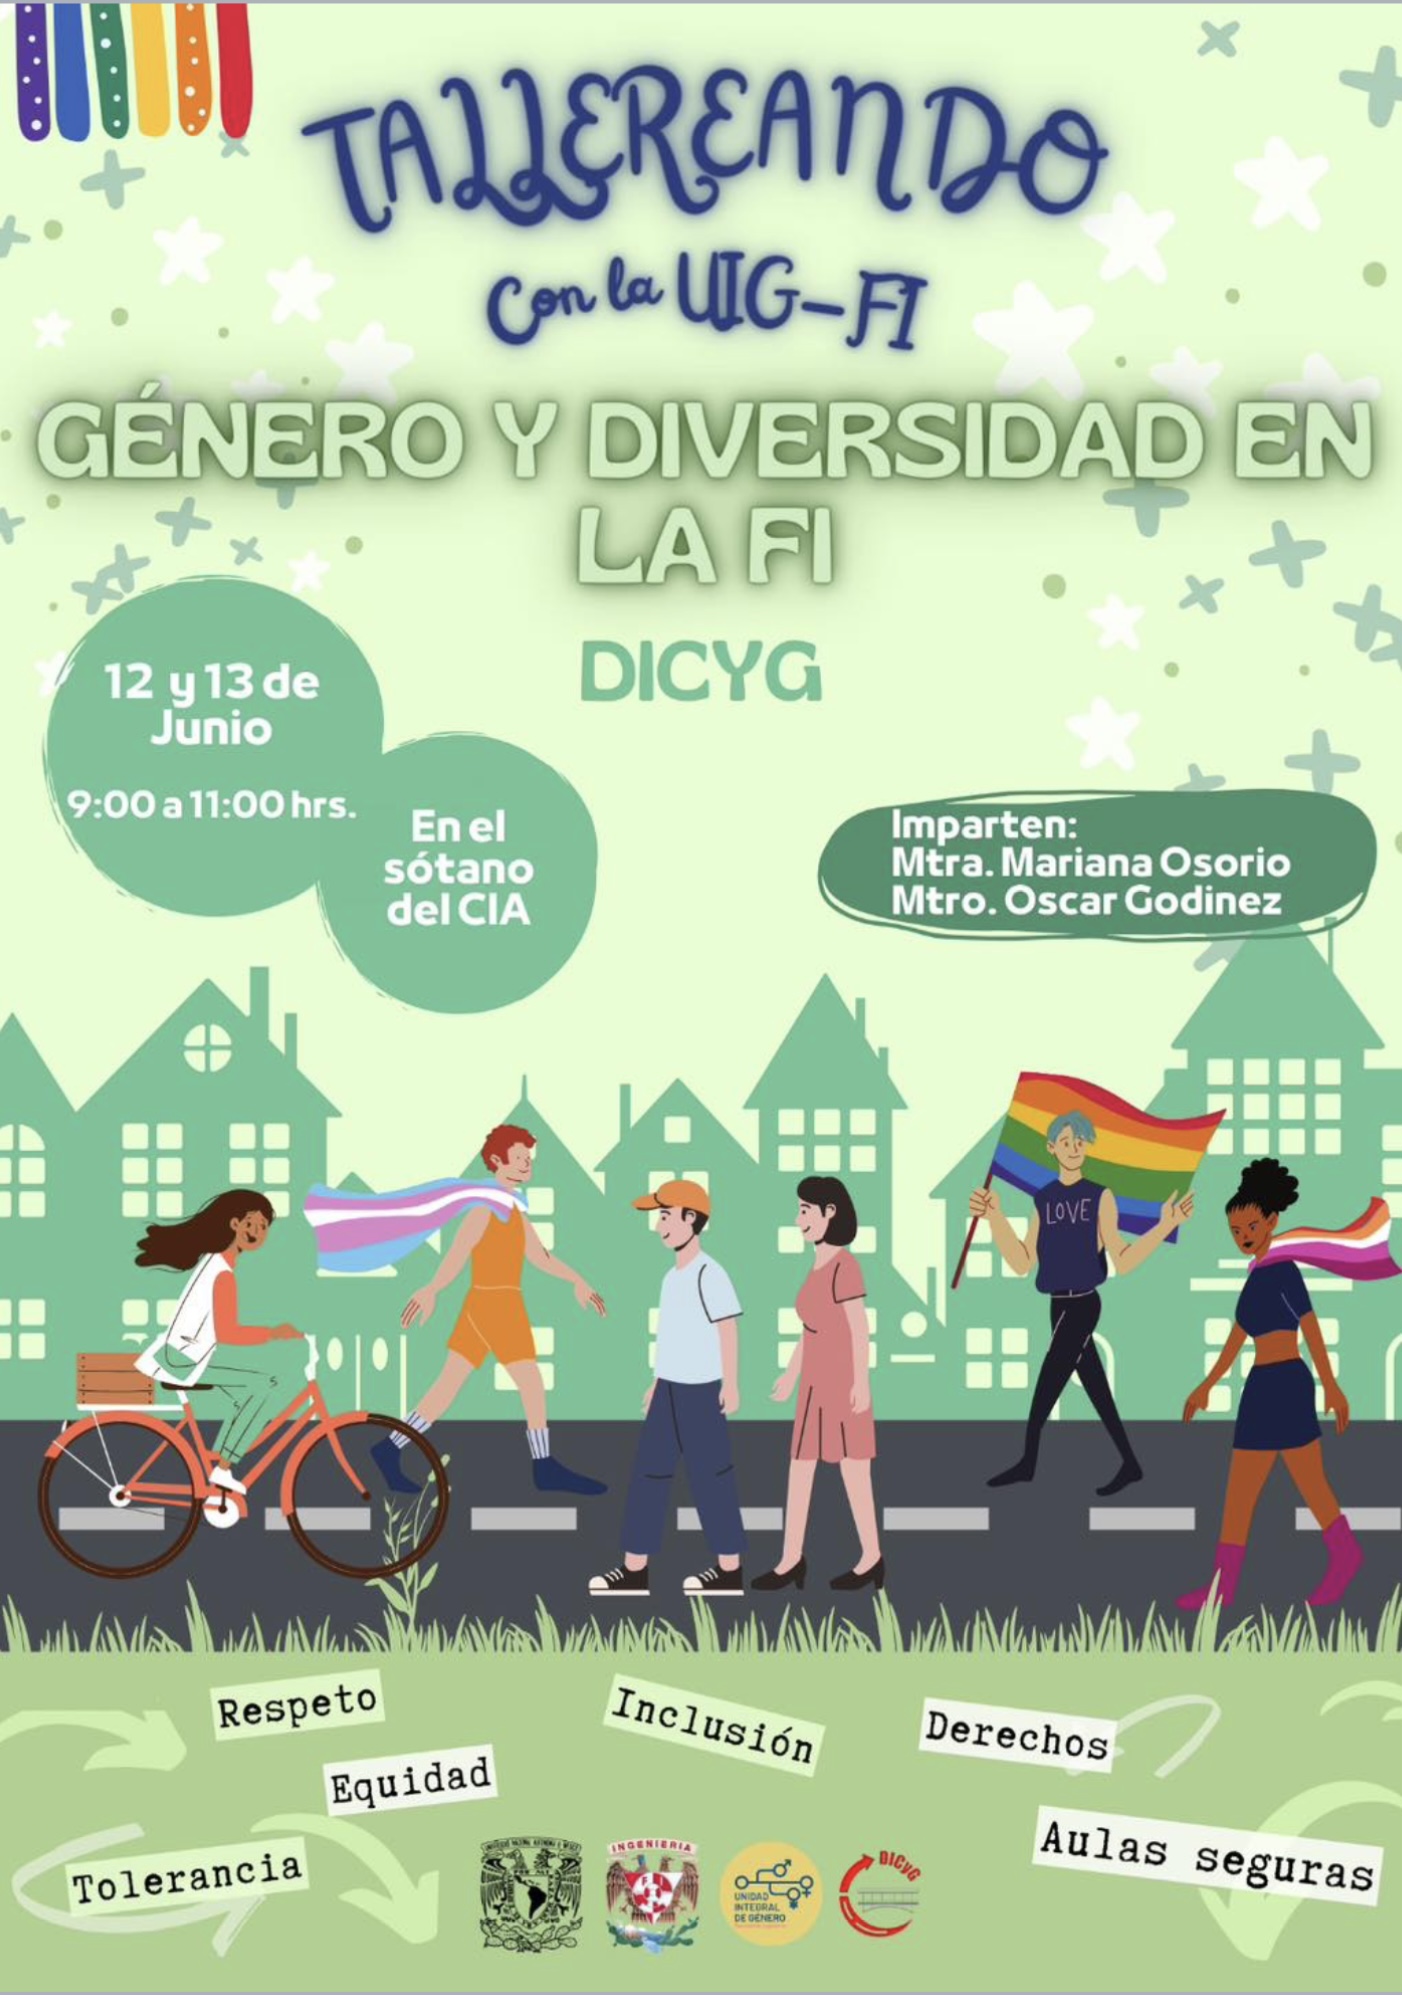 TALLEREANDO
Con la UIG-FI
GÉNERO Y DIVERSIDAD EN
LA FI
DICYG
12 y 13 de
Junio
9:00 a 11:00 hrs.
En el
sótano
del CIA
Imparten:
Mtra. Mariana Osorio
Mtro. Oscar Godinez
LOVE
Respeto
Inclusión
Derechos
Equidad
Aulas seguras
Tolerancia
INGENIERIA
UNIDAD
INTEGRAL
DE GÉNERO
DICyG